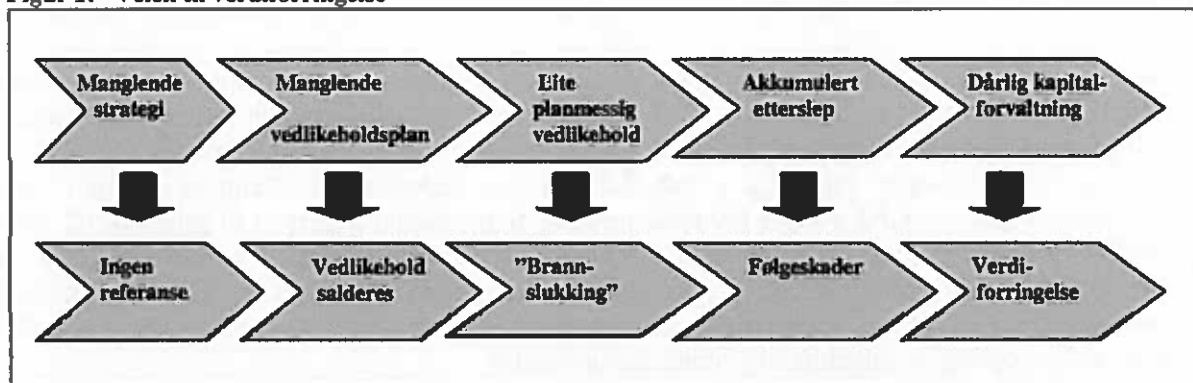 Manglende
strategi
Manglende
vedlikeholdsplan
Lite
planmessig
vedlikehold
Akkumulert
etterslep
Dårlig kapital-
forvaltning
Ingen
referanse
Vedlikehold
salderes
"Brann-
slukking"
Følgeskader
Verdi-
forringelse